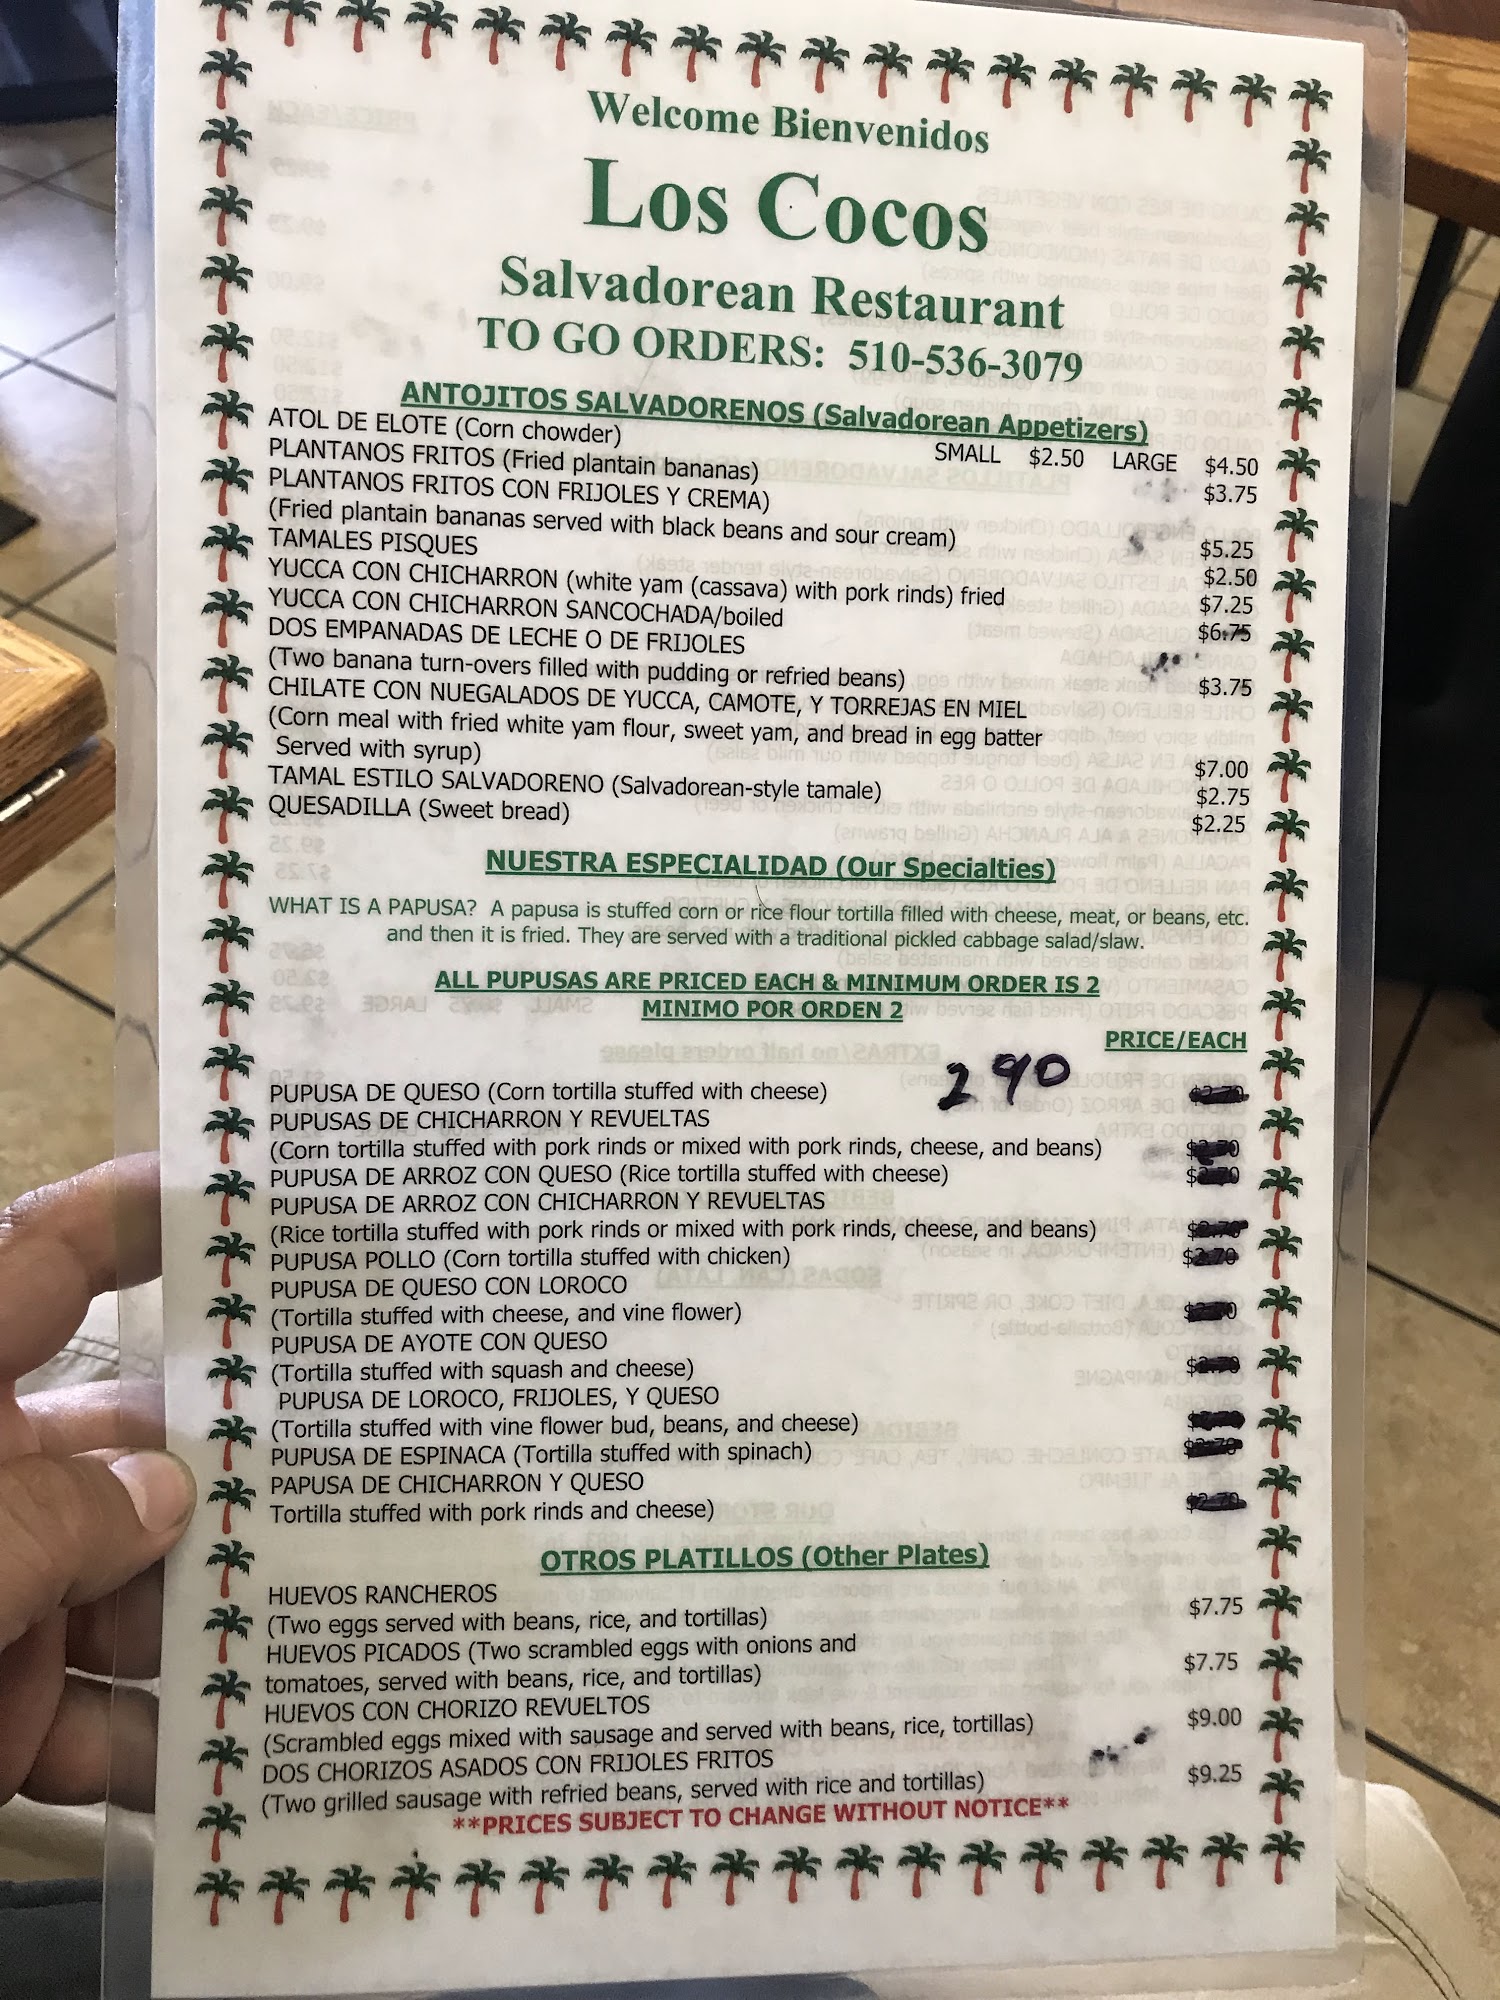 Welcome Bienvenidos
Los Cocos
Salvadorean Restaurant
TO GO ORDERS: 510-536-3079
ANTOJITOS SALVADORENOS (Salvadorean Appetizers)
ATOL DE ELOTE (Corn chowder) SMALL $2.50 LARGE $4.50
PLANTANOS FRITOS (Fried plantain bananas) $3.75
PLANTANOS FRITOS CON FRIJOLES Y CREMA)
(Fried plantain bananas served with black beans and sour cream) $5.25
TAMALES PISQUES $2.50
YUCCA CON CHICHARRON (white yam (cassava) with pork rinds) fried $7.25
YUCCA CON CHICHARRON SANCOCHADA/boiled $6.75
DOS EMPANADAS DE LECHE O DE FRIJOLES
(Two banana turn-overs filled with pudding or refried beans) $3.75
CHILATE CON NUEGALADOS DE YUCCA, CAMOTE, Y TORREJAS EN MIEL
(Corn meal with fried white yam flour, sweet yam, and bread in egg batter
Served with syrup) $7.00
TAMAL ESTILO SALVADORENO (Salvadorean-style tamale) $2.75
QUESADILLA (Sweet bread) $2.25
NUESTRA ESPECIALIDAD (Our Specialties)
WHAT IS A PAPUSA? A papusa is stuffed corn or rice flour tortilla filled with cheese, meat, or beans, etc.
and then it is fried. They are served with a traditional pickled cabbage salad/slaw.
ALL PUPUSAS ARE PRICED EACH & MINIMUM ORDER IS 2
MINIMO POR ORDEN 2
PRICE/EACH
PUPUSA DE QUESO (Corn tortilla stuffed with cheese) 2 90 $2.70
PUPUSAS DE CHICHARRON Y REVUELTAS
(Corn tortilla stuffed with pork rinds or mixed with pork rinds, cheese, and beans) $2.70
PUPUSA DE ARROZ CON QUESO (Rice tortilla stuffed with cheese) $2.70
PUPUSA DE ARROZ CON CHICHARRON Y REVUELTAS
(Rice tortilla stuffed with pork rinds or mixed with pork rinds, cheese, and beans) $2.70
PUPUSA POLLO (Corn tortilla stuffed with chicken) $2.70
PUPUSA DE QUESO CON LOROCO
(Tortilla stuffed with cheese, and vine flower)
PUPUSA DE AYOTE CON QUESO
(Tortilla stuffed with squash and cheese) $2.70
PUPUSA DE LOROCO, FRIJOLES, Y QUESO
(Tortilla stuffed with vine flower bud, beans, and cheese)
PUPUSA DE ESPINACA (Tortilla stuffed with spinach) $2.70
PAPUSA DE CHICHARRON Y QUESO
Tortilla stuffed with pork rinds and cheese) $2.70
OTROS PLATILLOS (Other Plates)
HUEVOS RANCHEROS
(Two eggs served with beans, rice, and tortillas) $7.75
HUEVOS PICADOS (Two scrambled eggs with onions and
tomatoes, served with beans, rice, and tortillas) $7.75
HUEVOS CON CHORIZO REVUELTOS
(Scrambled eggs mixed with sausage and served with beans, rice, tortillas) $9.00
DOS CHORIZOS ASADOS CON FRIJOLES FRITOS
(Two grilled sausage with refried beans, served with rice and tortillas) $9.25
**PRICES SUBJECT TO CHANGE WITHOUT NOTICE**